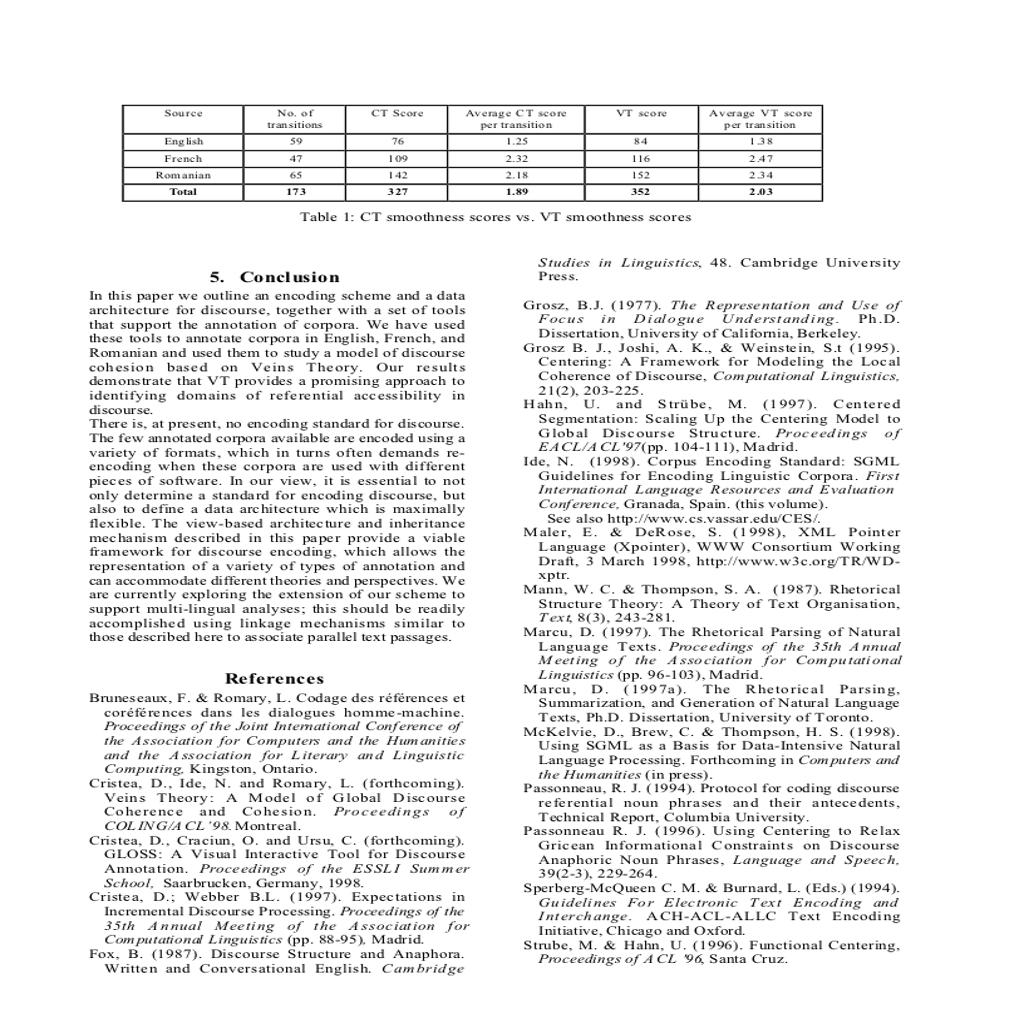 Source No. of transitions CT Score Average CT score per transition VT score Average VT score per transition
English 59 76 1.25 84 1.38
French 47 109 2.32 116 2.47
Romanian 65 142 2.18 152 2.34
Total 173 327 1.89 352 2.03
Table 1: CT smoothness scores vs. VT smoothness scores
5. Conclusion
In this paper we outline an encoding scheme and a data
architecture for discourse, together with a set of tools
that support the annotation of corpora. We have used
these tools to annotate corpora in English, French, and
Romanian and used them to study a model of discourse
cohesion based on Veins Theory. Our results
demonstrate that VT provides a promising approach to
identifying domains of referential accessibility in
discourse.
There is, at present, no encoding standard for discourse.
The few annotated corpora available are encoded using a
variety of formats, which in turns often demands re-
encoding when these corpora are used with different
pieces of software. In our view, it is essential to not
only determine a standard for encoding discourse, but
also to define a data architecture which is maximally
flexible. The view-based architecture and inheritance
mechanism described in this paper provide a viable
framework for discourse encoding, which allows the
representation of a variety of types of annotation and
can accommodate different theories and perspectives. We
are currently exploring the extension of our scheme to
support multi-lingual analyses; this should be readily
accomplished using linkage mechanisms similar to
those described here to associate parallel text passages.
References
Bruneseaux, F. & Romary, L. Codage des références et
coréférences dans les dialogues homme-machine.
Proceedings of the Joint International Conference of
the Association for Computers and the Humanities
and the Association for Literary and Linguistic
Computing, Kingston, Ontario.
Cristea, D., Ide, N. and Romary, L. (forthcoming).
Veins Theory: A Model of Global Discourse
Coherence and Cohesion. Proceedings of
COLING/ACL'98. Montreal.
Cristea, D., Craciun, O. and Ursu, C. (forthcoming).
GLOSS: A Visual Interactive Tool for Discourse
Annotation. Proceedings of the ESSLI Summer
School, Saarbrucken, Germany, 1998.
Cristea, D.; Webber B.L. (1997). Expectations in
Incremental Discourse Processing. Proceedings of the
35th Annual Meeting of the Association for
Computational Linguistics (pp. 88-95), Madrid.
Fox, B. (1987). Discourse Structure and Anaphora.
Written and Conversational English. Cambridge
Studies in Linguistics, 48. Cambridge University
Press.
Grosz, B.J. (1977). The Representation and Use of
Focus in Dialogue Understanding. Ph.D.
Dissertation, University of California, Berkeley.
Grosz B. J., Joshi, A. K., & Weinstein, S.t (1995).
Centering: A Framework for Modeling the Local
Coherence of Discourse, Computational Linguistics,
21(2), 203-225.
Hahn, U. and Strübe, M. (1997). Centered
Segmentation: Scaling Up the Centering Model to
Global Discourse Structure. Proceedings of
EACL/ACL'97(pp. 104-111), Madrid.
Ide, N. (1998). Corpus Encoding Standard: SGML
Guidelines for Encoding Linguistic Corpora. First
International Language Resources and Evaluation
Conference, Granada, Spain. (this volume).
See also http://www.cs.vassar.edu/CES/.
Maler, E. & DeRose, S. (1998), XML Pointer
Language (Xpointer), WWW Consortium Working
Draft, 3 March 1998, http://www.w3c.org/TR/WD-
xptr.
Mann, W. C. & Thompson, S. A. (1987). Rhetorical
Structure Theory: A Theory of Text Organisation,
Text, 8(3), 243-281.
Marcu, D. (1997). The Rhetorical Parsing of Natural
Language Texts. Proceedings of the 35th Annual
Meeting of the Association for Computational
Linguistics (pp. 96-103), Madrid.
Marcu, D. (1997a). The Rhetorical Parsing,
Summarization, and Generation of Natural Language
Texts, Ph.D. Dissertation, University of Toronto.
McKelvie, D., Brew, C. & Thompson, H. S. (1998).
Using SGML as a Basis for Data-Intensive Natural
Language Processing. Forthcoming in Computers and
the Humanities (in press).
Passonneau, R. J. (1994). Protocol for coding discourse
referential noun phrases and their antecedents,
Technical Report, Columbia University.
Passonneau R. J. (1996). Using Centering to Relax
Gricean Informational Constraints on Discourse
Anaphoric Noun Phrases, Language and Speech,
39(2-3), 229-264.
Sperberg-McQueen C. M. & Burnard, L. (Eds.) (1994).
Guidelines For Electronic Text Encoding and
Interchange. ACH-ACL-ALLC Text Encoding
Initiative, Chicago and Oxford.
Strube, M. & Hahn, U. (1996). Functional Centering,
Proceedings of ACL '96, Santa Cruz.